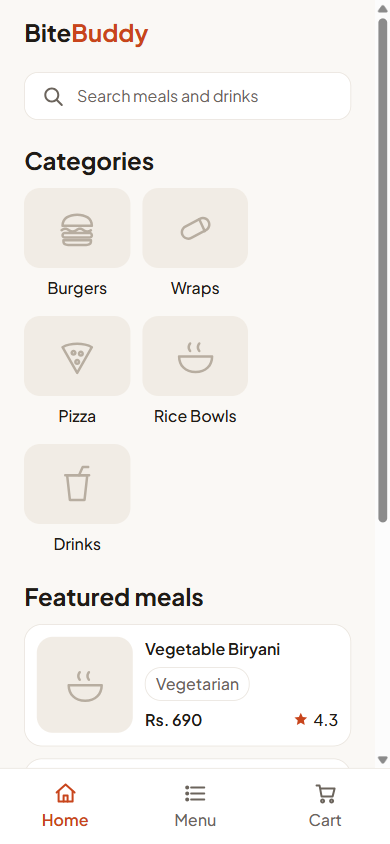 BiteBuddy
Search meals and drinks
Categories
Burgers
Wraps
Pizza
Rice Bowls
Drinks
Featured meals
Vegetable Biryani
Vegetarian
Rs. 690
4.3
Home
Menu
Cart